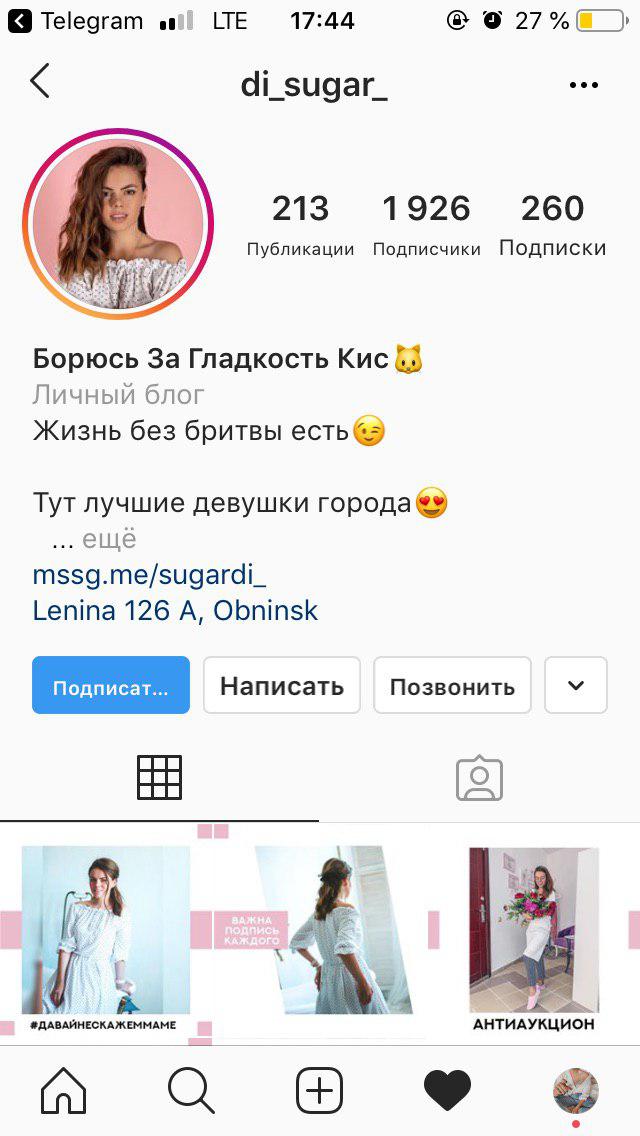 Telegram LTE 17:44 27 %
di_sugar_
213 1 926 260
Публикации Подписчики Подписки
Борюсь За Гладкость Кис🐱
Личный блог
Жизнь без бритвы есть😉
Тут лучшие девушки города😍
... ещё
mssg.me/sugardi_
Lenina 126 A, Obninsk
Подписат... Написать Позвонить
ВАЖНА
ПОДПИСЬ
КАЖДОГО
#ДАВАЙНЕСКАЖЕММАМЕ
АНТИАУКЦИОН